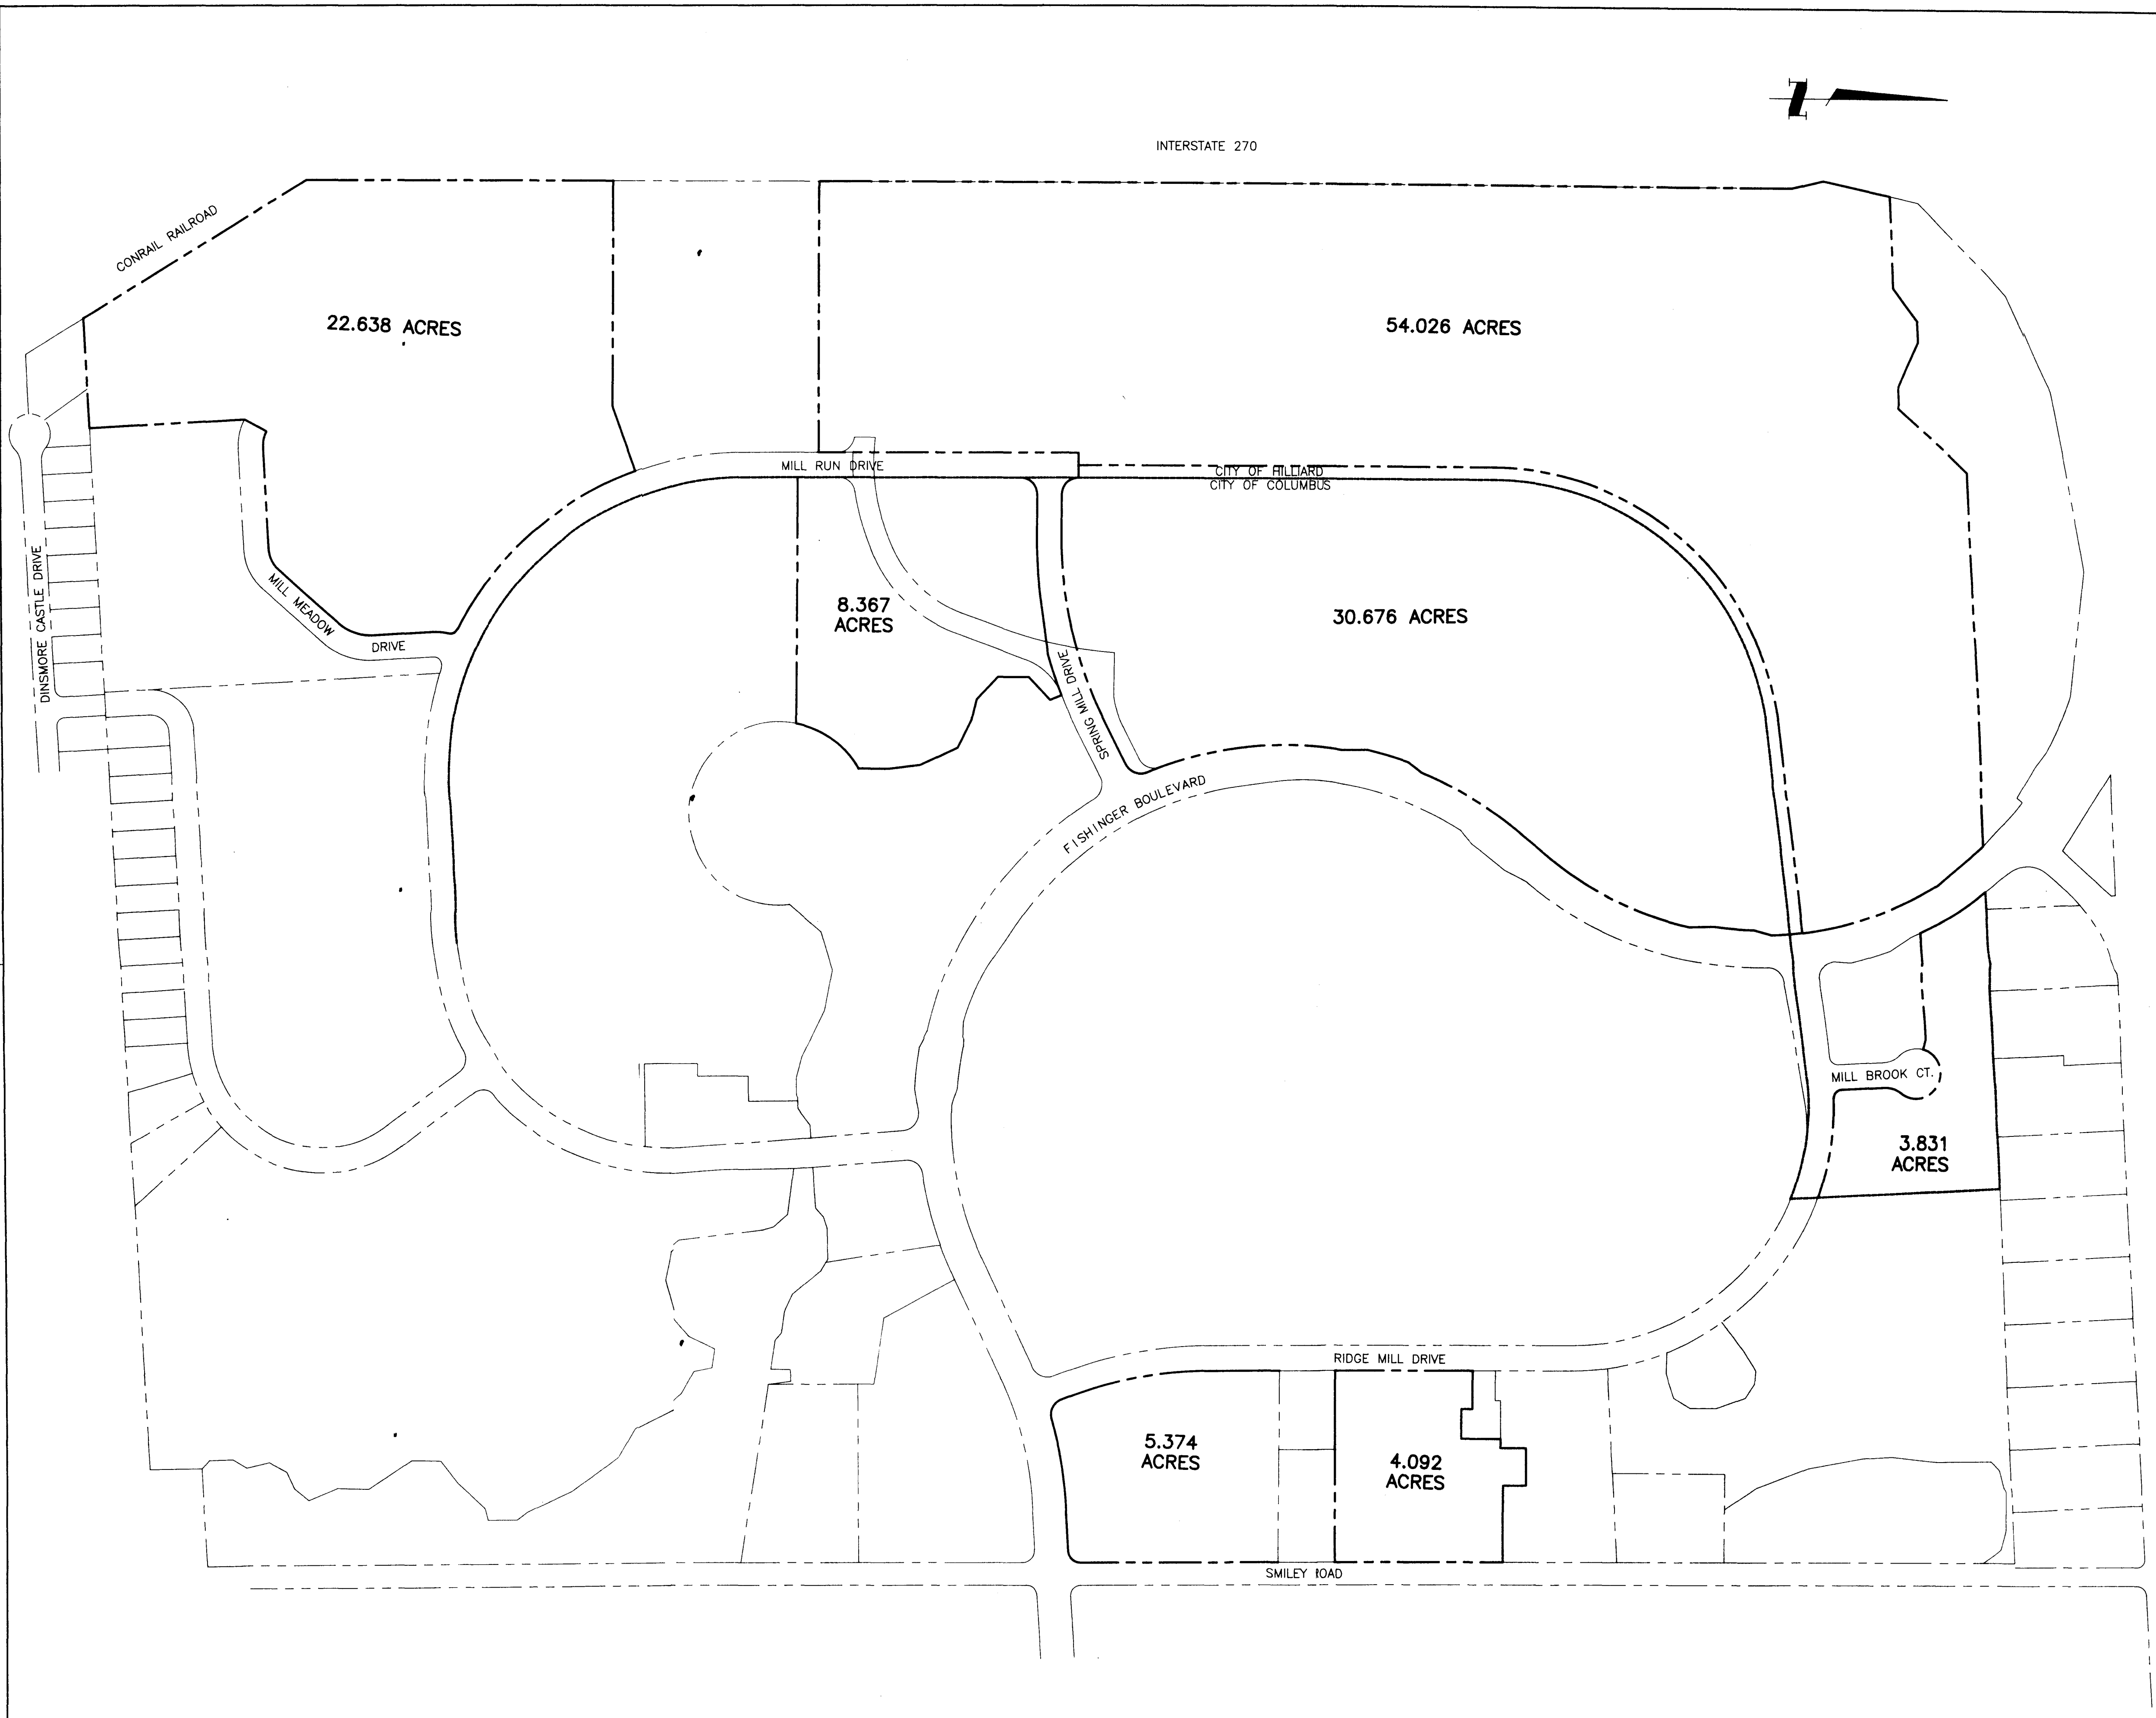 N
INTERSTATE 270
CONRAIL RAILROAD
22.638 ACRES
54.026 ACRES
MILL RUN DRIVE
CITY OF HILLIARD
CITY OF COLUMBUS
DINSMORE CASTLE DRIVE
MILL MEADOW
DRIVE
8.367
ACRES
30.676 ACRES
SPRING MILL DRIVE
FISHINGER BOULEVARD
MILL BROOK CT.
3.831
ACRES
RIDGE MILL DRIVE
5.374
ACRES
4.092
ACRES
SMILEY ROAD